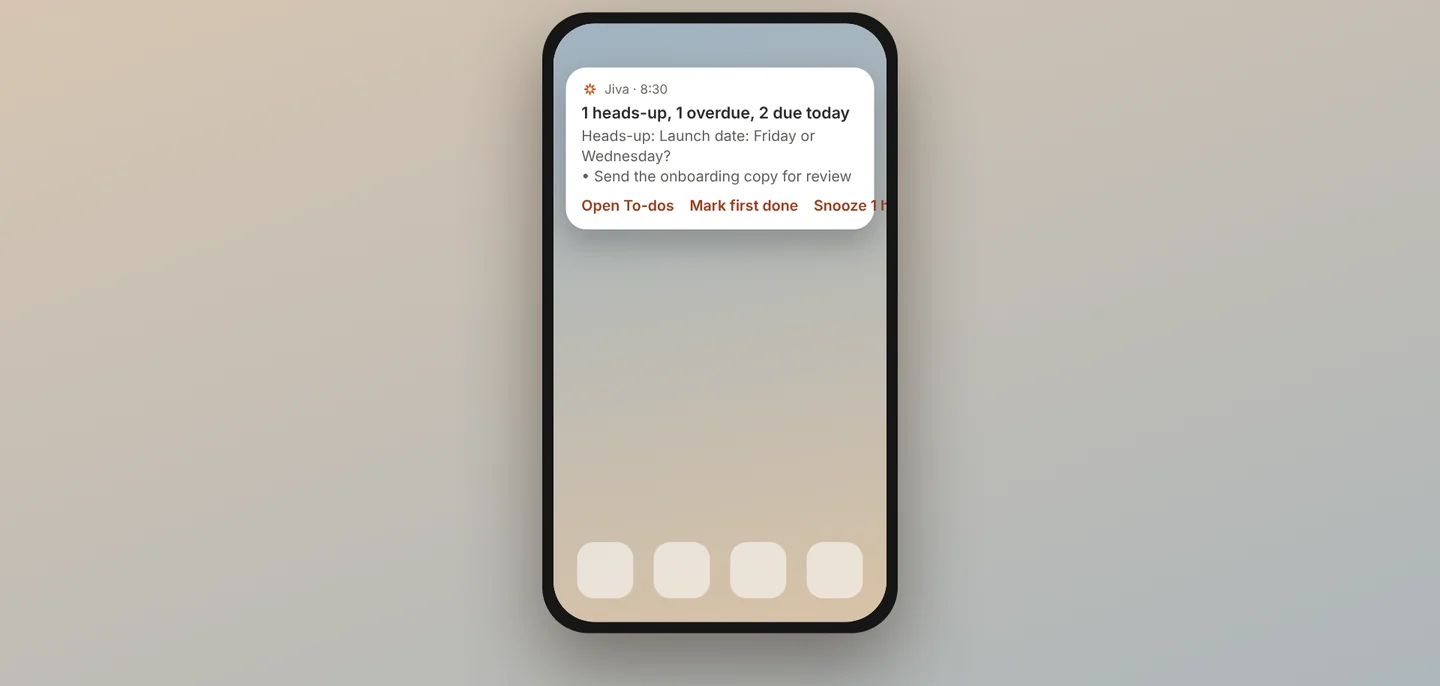 Jiva · 8:30
1 heads-up, 1 overdue, 2 due today
Heads-up: Launch date: Friday or
Wednesday?
• Send the onboarding copy for review
Open To-dos Mark first done Snooze 1 h